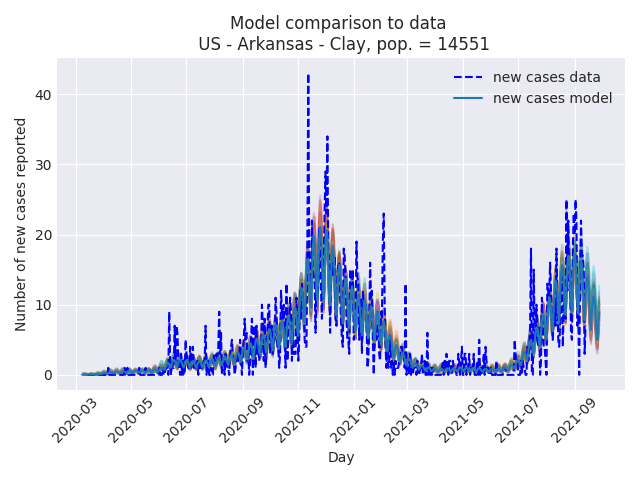 Model comparison to data
US - Arkansas - Clay, pop. = 14551
new cases data
new cases model
Number of new cases reported
40
30
20
10
0
2020-03
2020-05
2020-07
2020-09
2020-11
2021-01
2021-03
2021-05
2021-07
2021-09
Day